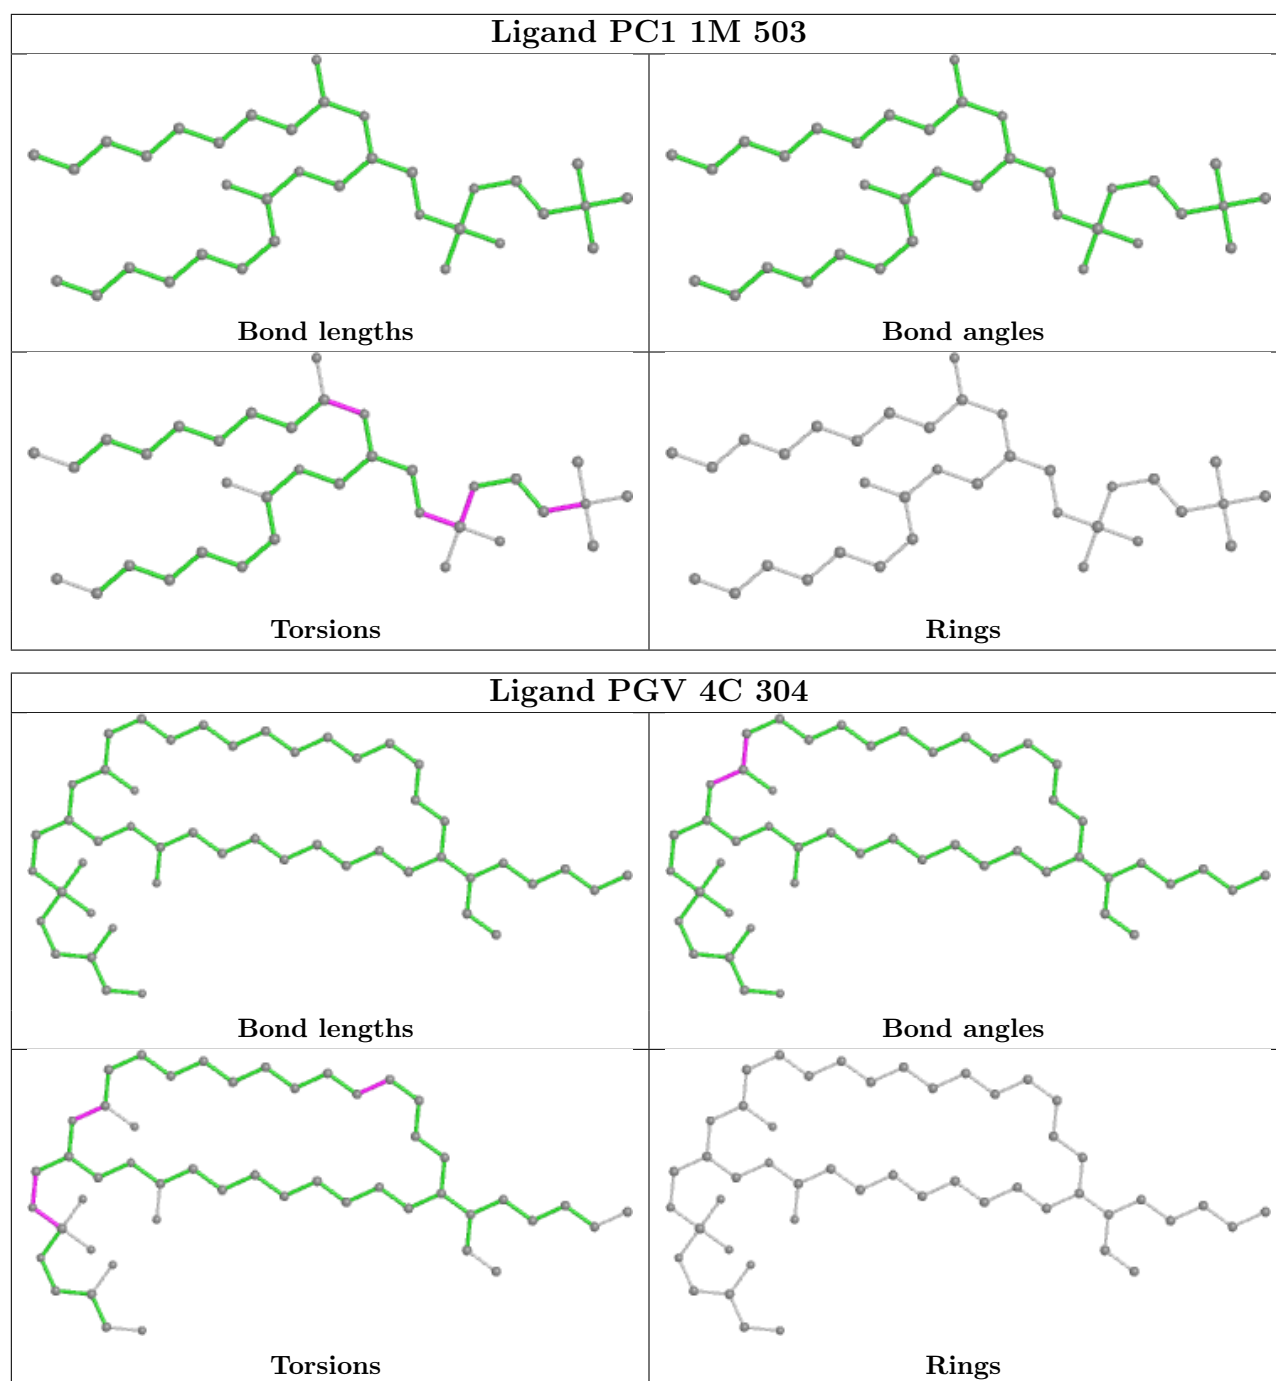 Ligand PC1 1M 503
Bond lengths
Bond angles
Torsions
Rings
Ligand PGV 4C 304
Bond lengths
Bond angles
Torsions
Rings